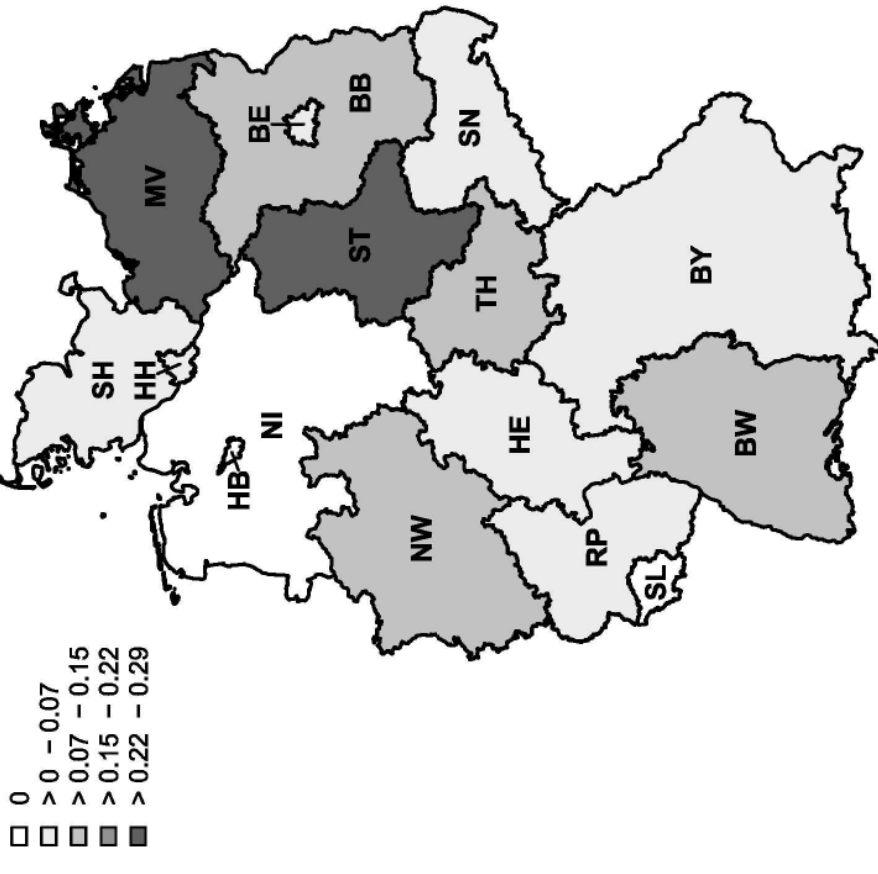 0
> 0 – 0.07
> 0.07 – 0.15
> 0.15 – 0.22
> 0.22 – 0.29
SH
HH
MV
HB
NI
BE
BB
ST
NW
HE
TH
SN
RP
SL
BW
BY